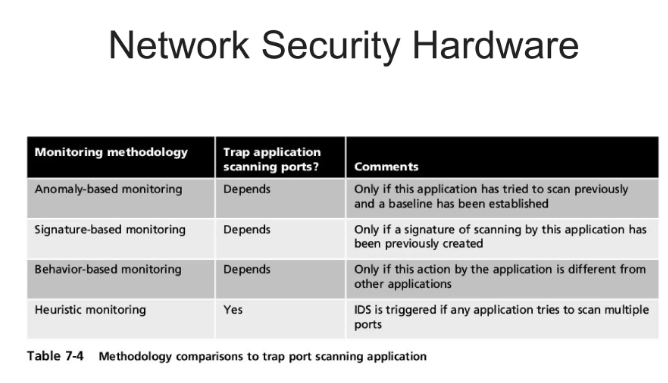 Network Security Hardware
Monitoring methodology
Trap application
scanning ports?
Comments
Anomaly-based monitoring
Depends
Only if this application has tried to scan previously
and a baseline has been established
Signature-based monitoring
Depends
Only if a signature of scanning by this application has
been previously created
Behavior-based monitoring
Depends
Only if this action by the application is different from
other applications
Heuristic monitoring
Yes
IDS is triggered if any application tries to scan multiple
ports
Table 7-4 Methodology comparisons to trap port scanning application